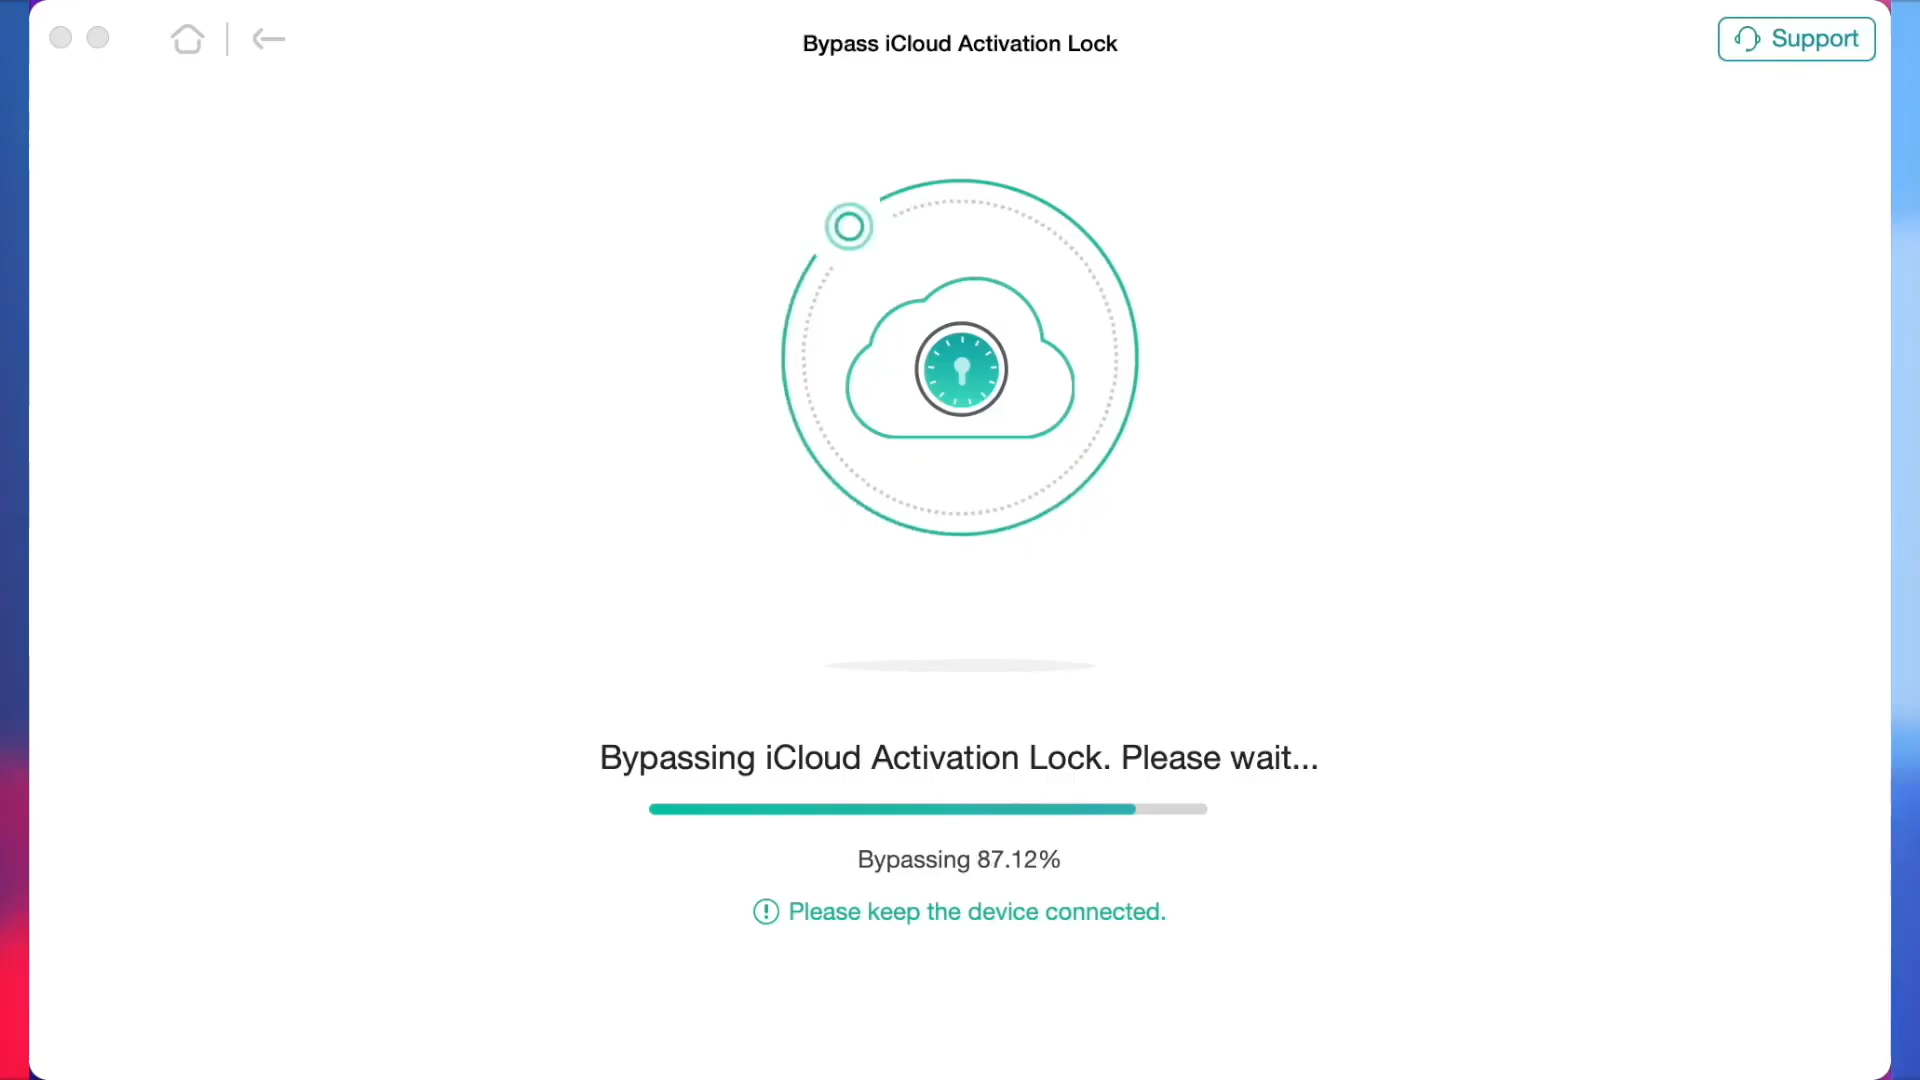 Bypass iCloud Activation Lock
Support
Bypassing iCloud Activation Lock. Please wait...
Bypassing 87.12%
Please keep the device connected.